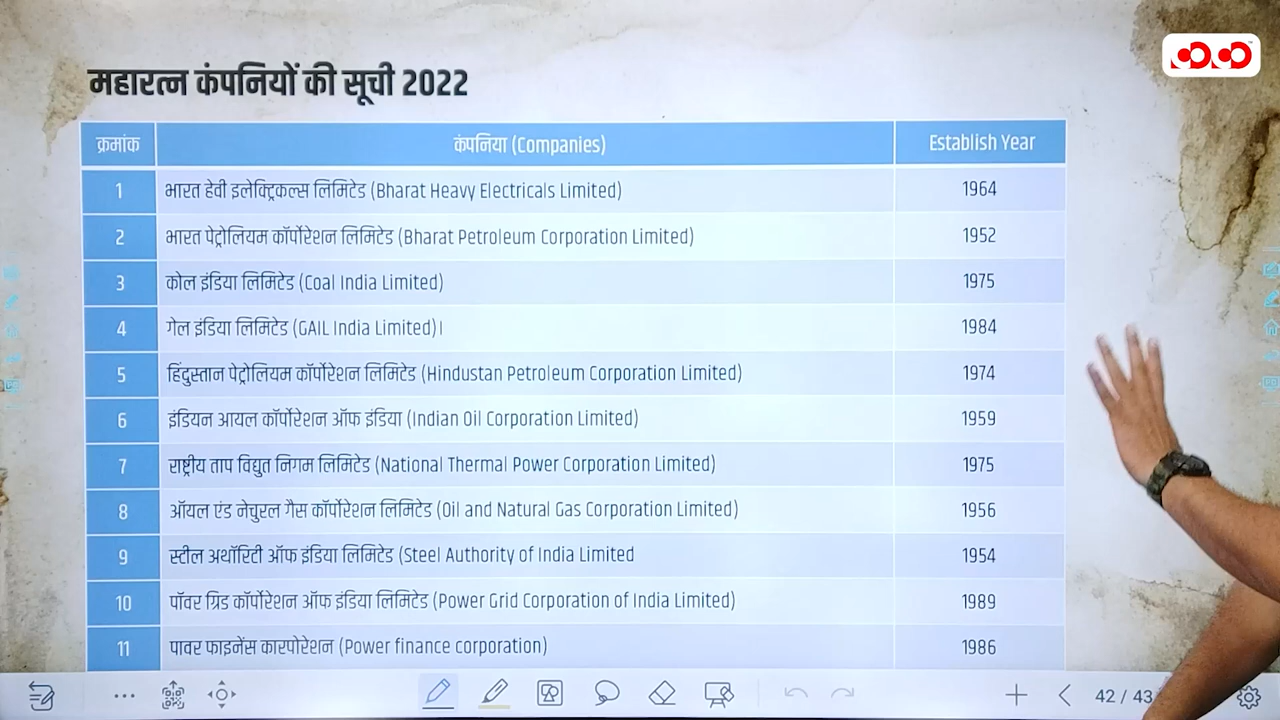 महारत्न कंपनियों की सूची 2022
क्रमांक कंपनिया (Companies) Establish Year
1 भारत हेवी इलेक्ट्रिकल्स लिमिटेड (Bharat Heavy Electricals Limited) 1964
2 भारत पेट्रोलियम कॉर्पोरेशन लिमिटेड (Bharat Petroleum Corporation Limited) 1952
3 कोल इंडिया लिमिटेड (Coal India Limited) 1975
4 गेल इंडिया लिमिटेड (GAIL India Limited)। 1984
5 हिंदुस्तान पेट्रोलियम कॉर्पोरेशन लिमिटेड (Hindustan Petroleum Corporation Limited) 1974
6 इंडियन आयल कॉर्पोरेशन ऑफ इंडिया (Indian Oil Corporation Limited) 1959
7 राष्ट्रीय ताप विद्युत निगम लिमिटेड (National Thermal Power Corporation Limited) 1975
8 ऑयल एंड नेचुरल गैस कॉर्पोरेशन लिमिटेड (Oil and Natural Gas Corporation Limited) 1956
9 स्टील अथॉरिटी ऑफ इंडिया लिमिटेड (Steel Authority of India Limited 1954
10 पॉवर ग्रिड कॉर्पोरेशन ऑफ इंडिया लिमिटेड (Power Grid Corporation of India Limited) 1989
11 पावर फाइनेंस कारपोरेशन (Power finance corporation) 1986
42 / 43